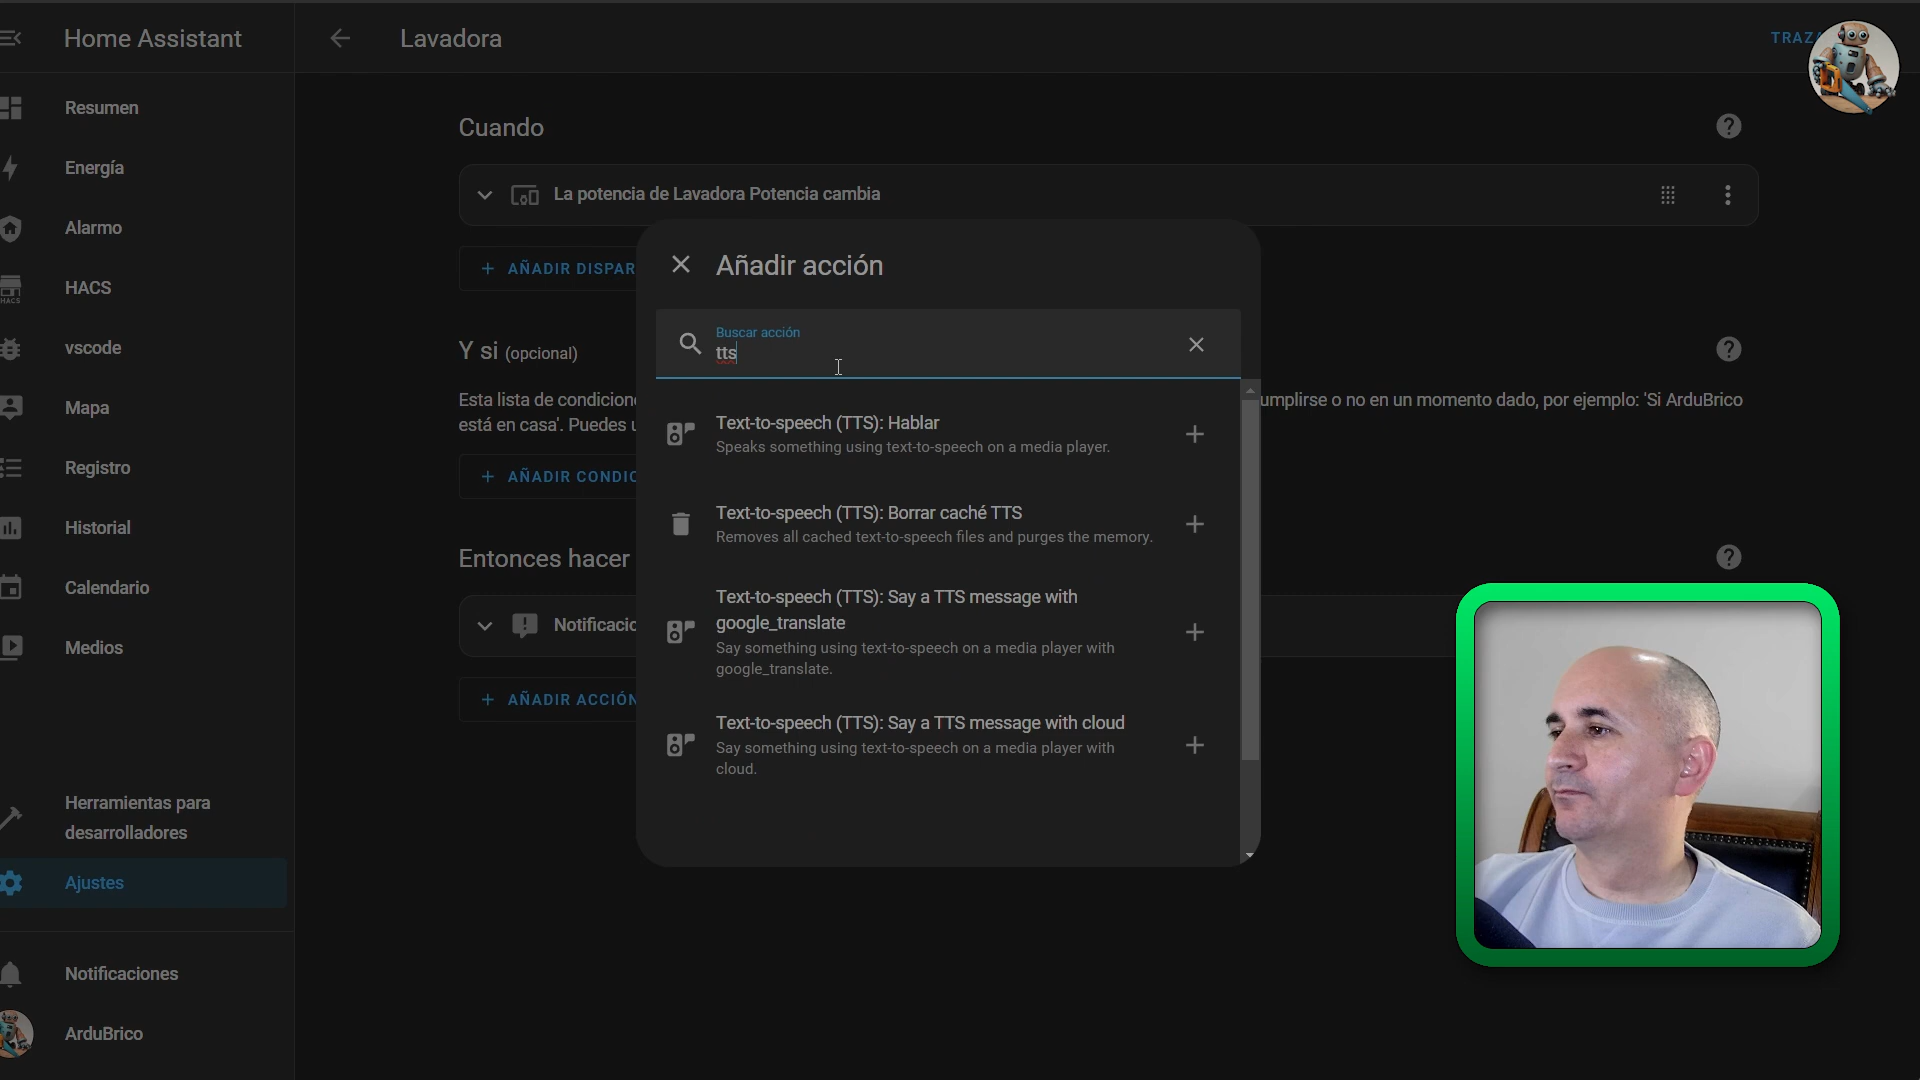 Home Assistant
Lavadora
TRAZA
Resumen
Energía
Alarmo
HACS
HACS
vscode
Mapa
Registro
Historial
Calendario
Medios
Herramientas para
desarrolladores
Ajustes
Notificaciones
ArduBrico
Cuando
La potencia de Lavadora Potencia cambia
+ AÑADIR DISPAR
Y si (opcional)
Esta lista de condicione
umplirse o no en un momento dado, por ejemplo: 'Si ArduBrico
está en casa'. Puedes u
+ AÑADIR CONDIC
Entonces hacer
Notificacio
+ AÑADIR ACCIÓN
Añadir acción
Buscar acción
tts
Text-to-speech (TTS): Hablar
Speaks something using text-to-speech on a media player.
Text-to-speech (TTS): Borrar caché TTS
Removes all cached text-to-speech files and purges the memory.
Text-to-speech (TTS): Say a TTS message with
google_translate
Say something using text-to-speech on a media player with
google_translate.
Text-to-speech (TTS): Say a TTS message with cloud
Say something using text-to-speech on a media player with
cloud.